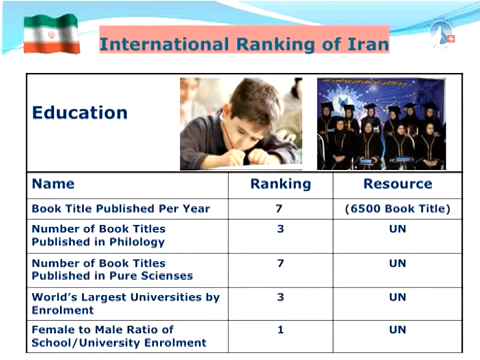 International Ranking of Iran
Education
Name Ranking Resource
Book Title Published Per Year 7 (6500 Book Title)
Number of Book Titles
Published in Philology 3 UN
Number of Book Titles
Published in Pure Scienses 7 UN
World's Largest Universities by
Enrolment 3 UN
Female to Male Ratio of
School/University Enrolment 1 UN